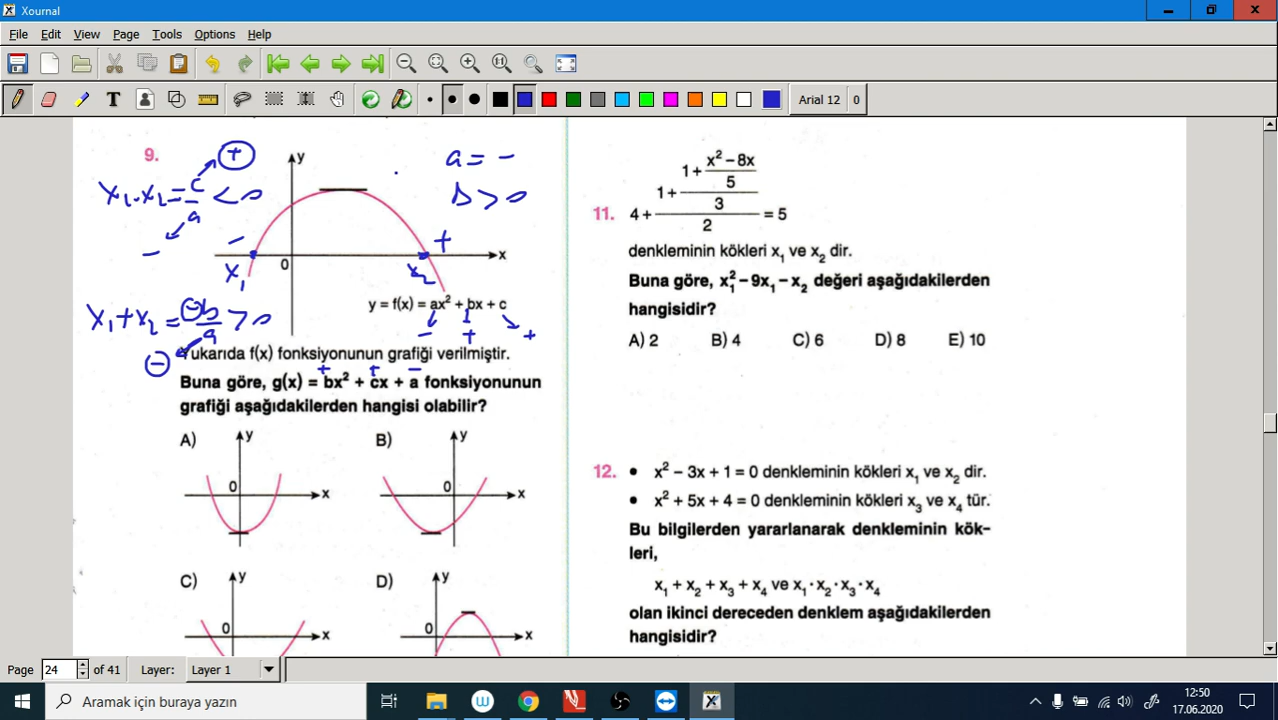 Xournal
File Edit View Page Tools Options Help
Arial 12 0
9.
y
x
0
y = f(x) = ax² + bx + c
x₁
x₂
−
+
a = −
Δ > 0
x₁.x₂ = c/a < 0
+
−
x₁ + x₂ = −b/a > 0
−
− + +
Yukarıda f(x) fonksiyonunun grafiği verilmiştir.
+ + −
Buna göre, g(x) = bx² + cx + a fonksiyonunun
grafiği aşağıdakilerden hangisi olabilir?
A) y 0 x
B) y 0 x
C) y 0 x
D) y 0 x
11. 4 + (1 + (1 + (x² − 8x)/5)/3)/2 = 5
denkleminin kökleri x₁ ve x₂ dir.
Buna göre, x₁² − 9x₁ − x₂ değeri aşağıdakilerden
hangisidir?
A) 2 B) 4 C) 6 D) 8 E) 10
12. • x² − 3x + 1 = 0 denkleminin kökleri x₁ ve x₂ dir.
• x² + 5x + 4 = 0 denkleminin kökleri x₃ ve x₄ tür.
Bu bilgilerden yararlanarak denkleminin kök-
leri,
x₁ + x₂ + x₃ + x₄ ve x₁ · x₂ · x₃ · x₄
olan ikinci dereceden denklem aşağıdakilerden
hangisidir?
Page 24 of 41 Layer: Layer 1
Aramak için buraya yazın
12:50
17.06.2020